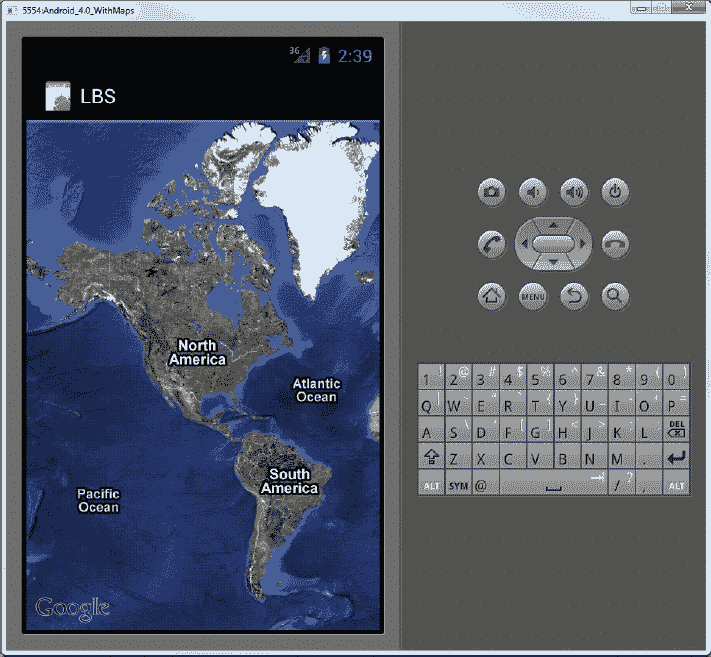 5554:Android_4.0_WithMaps
3G 2:39
LBS
North
America
Atlantic
Ocean
South
America
Pacific
Ocean
Google
MENU
1 ! 2 @ 3 # 4 $ 5 % 6 ^ 7 & 8 * 9 ( 0 )
Q W E R T Y U I O P
A S D F G H J K L DEL
Z X C V B N M .
ALT SYM @ / ? , ALT